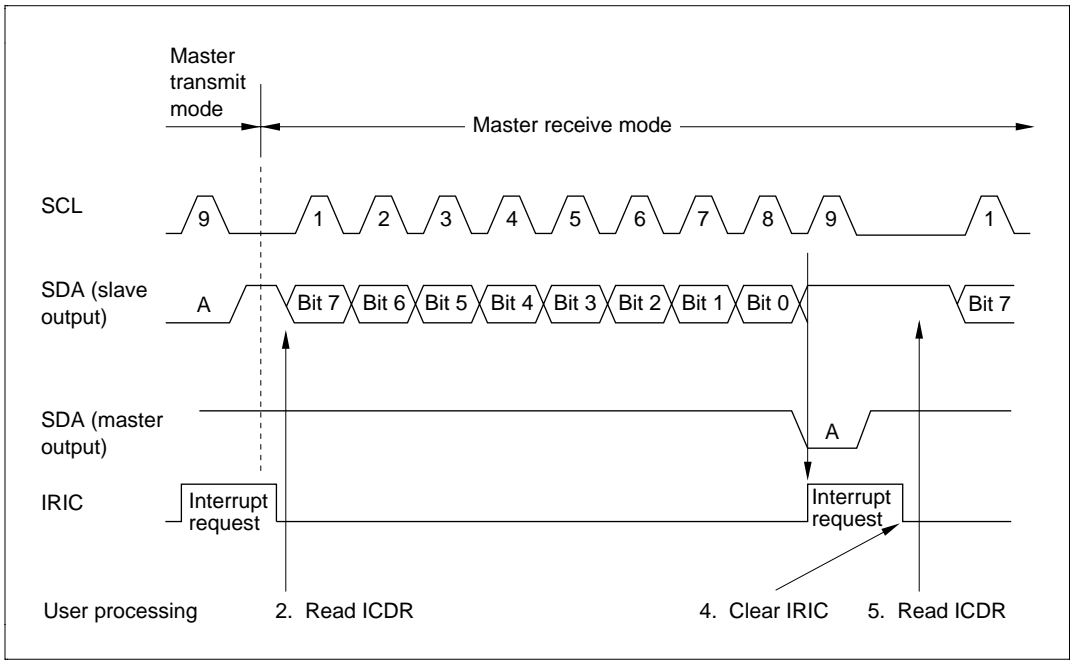 Master
transmit
mode
Master receive mode
SCL
9 1 2 3 4 5 6 7 8 9 1
SDA (slave
output)
A Bit 7 Bit 6 Bit 5 Bit 4 Bit 3 Bit 2 Bit 1 Bit 0 Bit 7
SDA (master
output)
A
IRIC
Interrupt
request
Interrupt
request
User processing
2. Read ICDR
4. Clear IRIC
5. Read ICDR